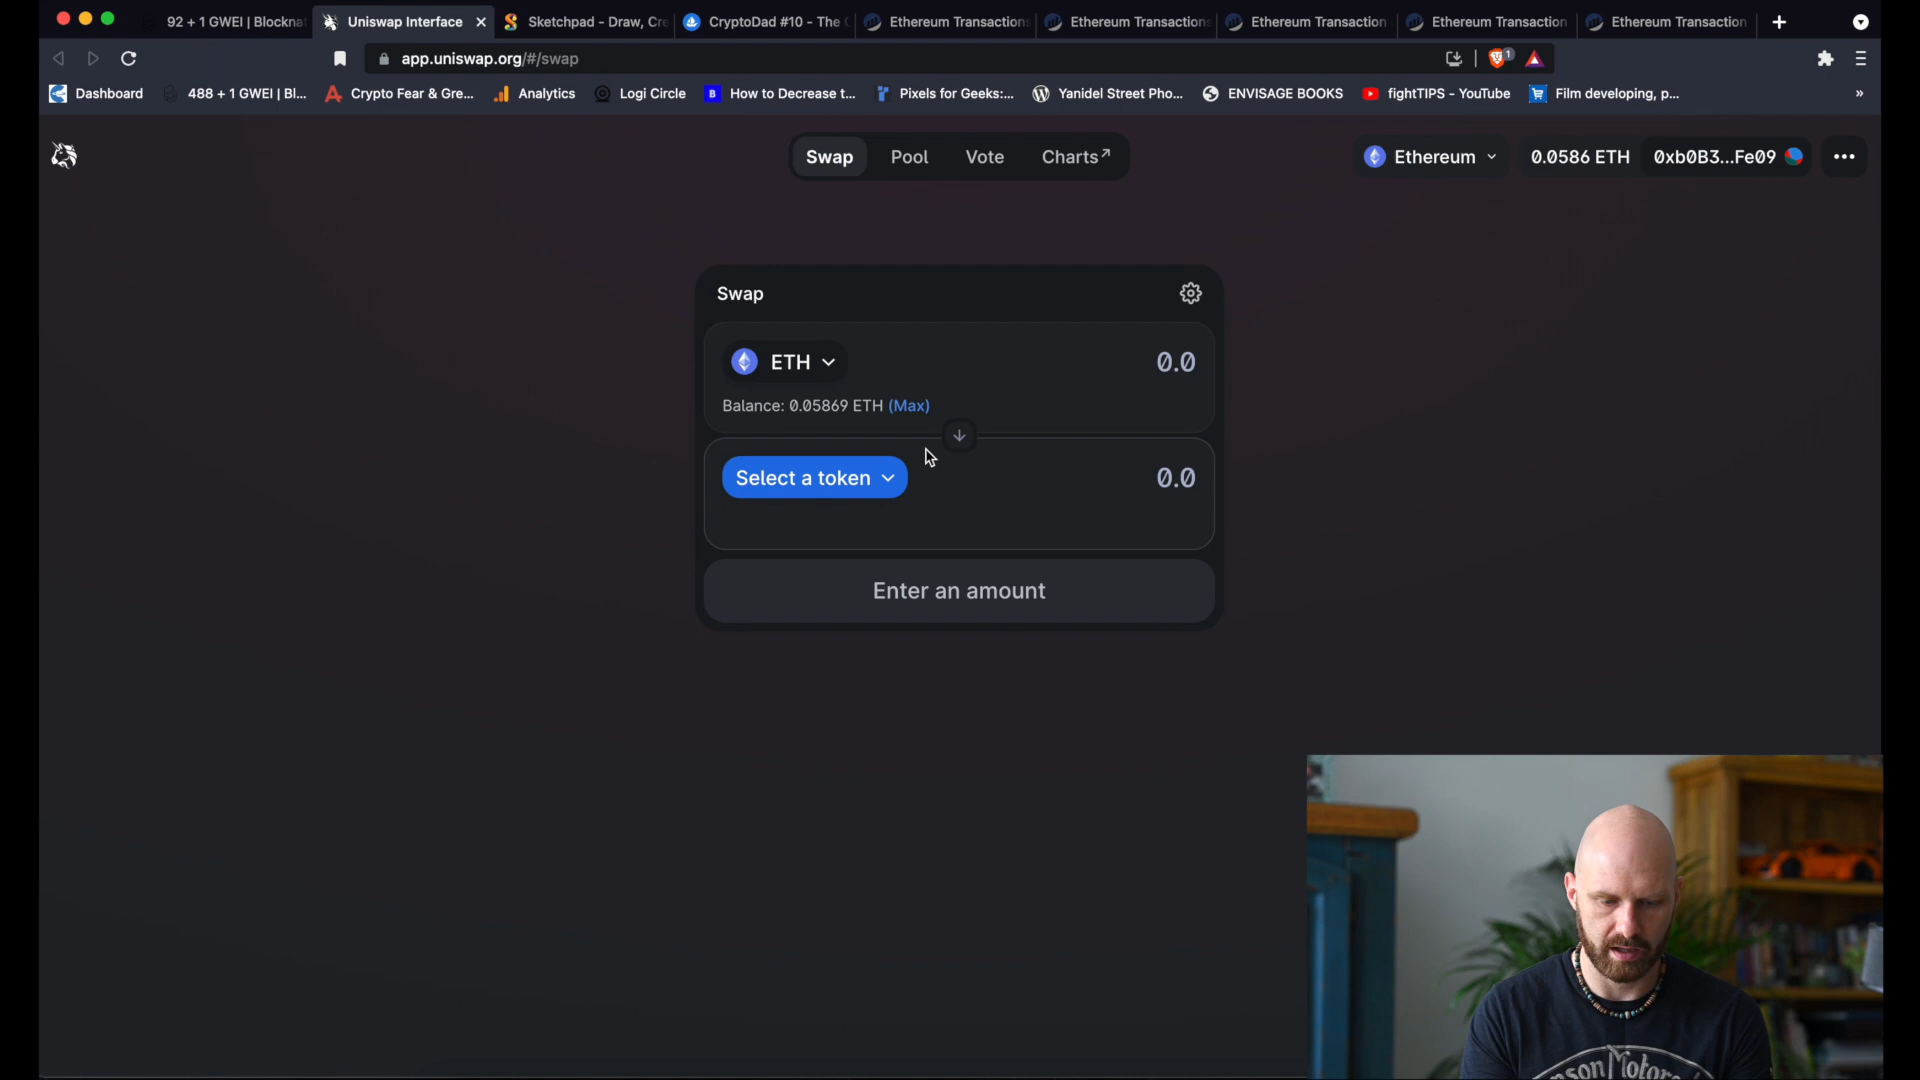 92 + 1 GWEI | Blockna
Uniswap Interface
Sketchpad - Draw, Cre
CryptoDad #10 - The
Ethereum Transaction
Ethereum Transactions
Ethereum Transaction
Ethereum Transaction
Ethereum Transaction
app.uniswap.org/#/swap
1
Dashboard
488 + 1 GWEI | Bl...
Crypto Fear & Gre...
Analytics
Logi Circle
B How to Decrease t...
Pixels for Geeks:...
Yanidel Street Pho...
ENVISAGE BOOKS
fightTIPS - YouTube
Film developing, p...
»
Swap
Pool
Vote
Charts↗
Ethereum
0.0586 ETH
0xb0B3...Fe09
Swap
ETH
0.0
Balance: 0.05869 ETH (Max)
Select a token
0.0
Enter an amount